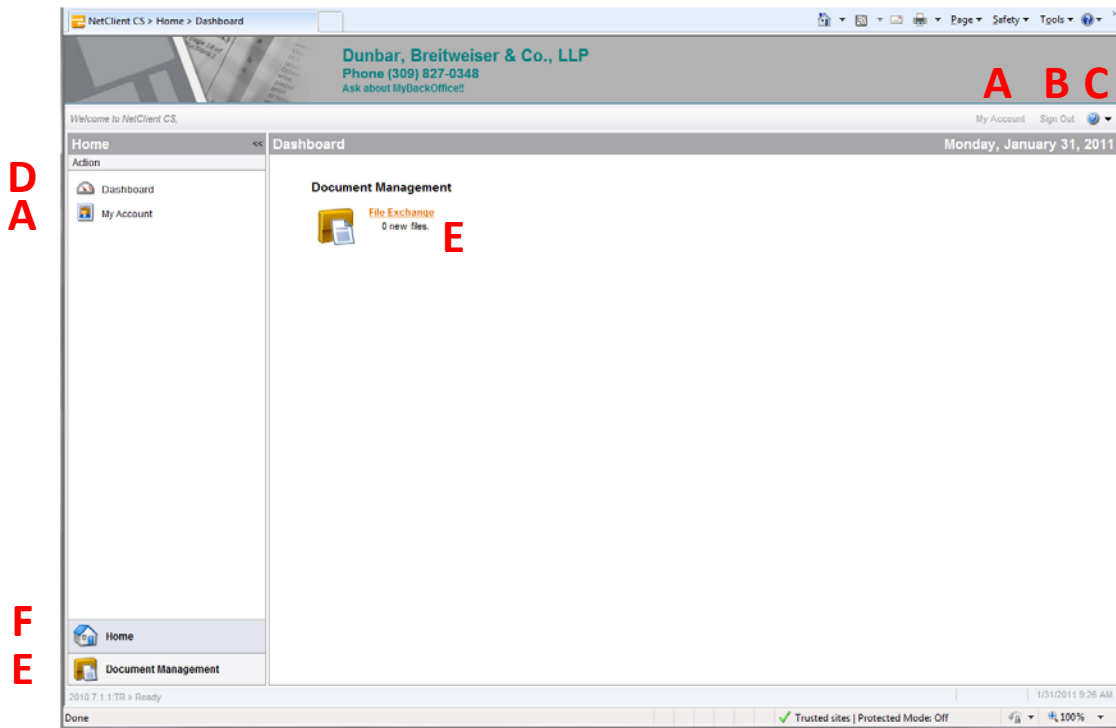 NetClient CS > Home > Dashboard
Page Safety Tools
Dunbar, Breitweiser & Co., LLP
Phone (309) 827-0348
Ask about MyBackOffice!!
A B C
Welcome to NetClient CS,
My Account Sign Out
Home << Dashboard Monday, January 31, 2011
Action
D
Dashboard
Document Management
A
My Account
File Exchange
0 new files.
E
F
Home
E
Document Management
2010.7.1.1:TR > Ready
1/31/2011 9:26 AM
Done
Trusted sites | Protected Mode: Off
100%